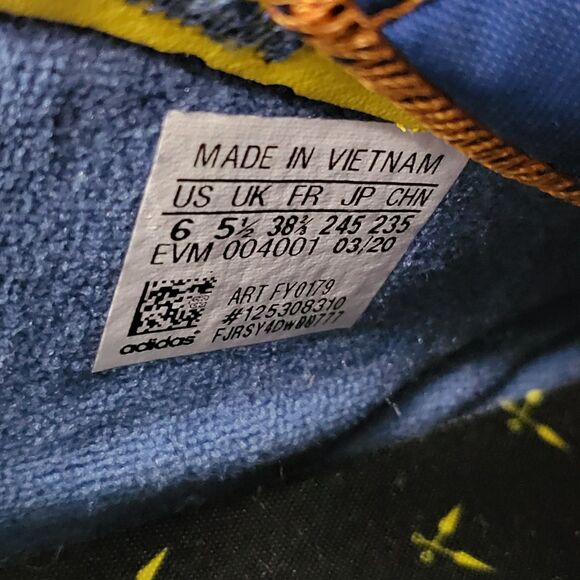 MADE IN VIETNAM
US UK FR JP CHN
6 5½ 38⅔ 245 235
EVM 004001 03/20
ART FY0179
#125308310
adidas